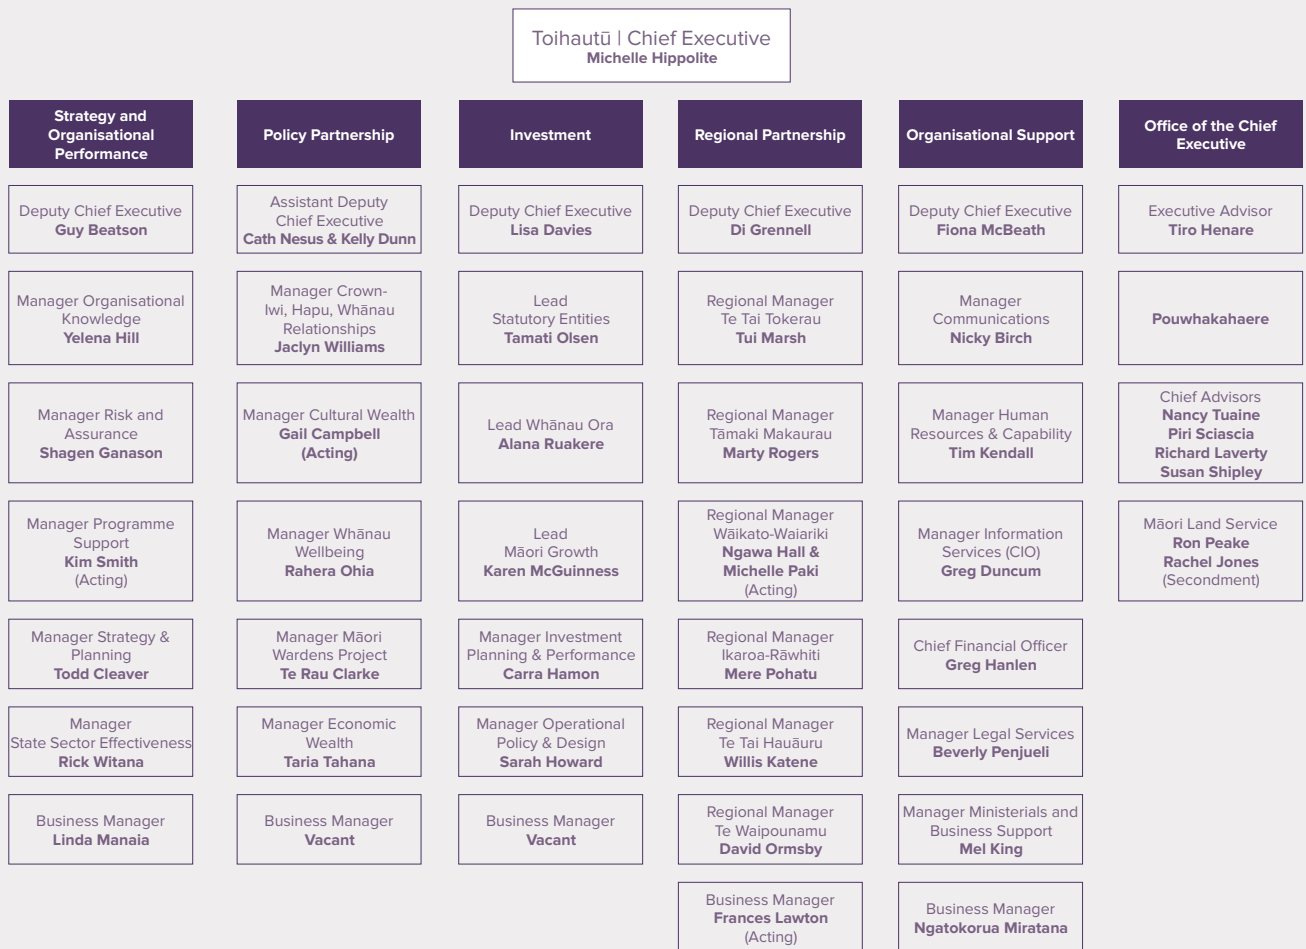 Toihautū | Chief Executive
Michelle Hippolite
Strategy and
Organisational
Performance
Deputy Chief Executive
Guy Beatson
Manager Organisational
Knowledge
Yelena Hill
Manager Risk and
Assurance
Shagen Ganason
Manager Programme
Support
Kim Smith
(Acting)
Manager Strategy &
Planning
Todd Cleaver
Manager
State Sector Effectiveness
Rick Witana
Business Manager
Linda Manaia
Policy Partnership
Assistant Deputy
Chief Executive
Cath Nesus & Kelly Dunn
Manager Crown-
Iwi, Hapu, Whānau
Relationships
Jaclyn Williams
Manager Cultural Wealth
Gail Campbell
(Acting)
Manager Whānau
Wellbeing
Rahera Ohia
Manager Māori
Wardens Project
Te Rau Clarke
Manager Economic
Wealth
Taria Tahana
Business Manager
Vacant
Investment
Deputy Chief Executive
Lisa Davies
Lead
Statutory Entities
Tamati Olsen
Lead Whānau Ora
Alana Ruakere
Lead
Māori Growth
Karen McGuinness
Manager Investment
Planning & Performance
Carra Hamon
Manager Operational
Policy & Design
Sarah Howard
Business Manager
Vacant
Regional Partnership
Deputy Chief Executive
Di Grennell
Regional Manager
Te Tai Tokerau
Tui Marsh
Regional Manager
Tāmaki Makaurau
Marty Rogers
Regional Manager
Wāikato-Waiariki
Ngawa Hall &
Michelle Paki
(Acting)
Regional Manager
Ikaroa-Rāwhiti
Mere Pohatu
Regional Manager
Te Tai Hauāuru
Willis Katene
Regional Manager
Te Waipounamu
David Ormsby
Business Manager
Frances Lawton
(Acting)
Organisational Support
Deputy Chief Executive
Fiona McBeath
Manager
Communications
Nicky Birch
Manager Human
Resources & Capability
Tim Kendall
Manager Information
Services (CIO)
Greg Duncum
Chief Financial Officer
Greg Hanlen
Manager Legal Services
Beverly Penjueli
Manager Ministerials and
Business Support
Mel King
Business Manager
Ngatokorua Miratana
Office of the Chief
Executive
Executive Advisor
Tiro Henare
Pouwhakahaere
Chief Advisors
Nancy Tuaine
Piri Sciascia
Richard Laverty
Susan Shipley
Māori Land Service
Ron Peake
Rachel Jones
(Secondment)